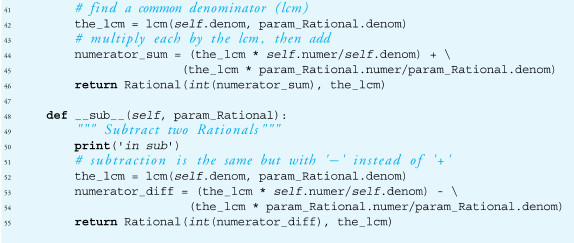 41 # find a common denominator (lcm)
42 the_lcm = lcm(self.denom, param_Rational.denom)
43 # multiply each by the lcm, then add
44 numerator_sum = (the_lcm * self.numer/self.denom) + \
45 (the_lcm * param_Rational.numer/param_Rational.denom)
46 return Rational(int(numerator_sum), the_lcm)
47
48 def __sub__(self, param_Rational):
49 """ Subtract two Rationals"""
50 print('in sub')
51 # subtraction is the same but with '−' instead of '+'
52 the_lcm = lcm(self.denom, param_Rational.denom)
53 numerator_diff = (the_lcm * self.numer/self.denom) - \
54 (the_lcm * param_Rational.numer/param_Rational.denom)
55 return Rational(int(numerator_diff), the_lcm)